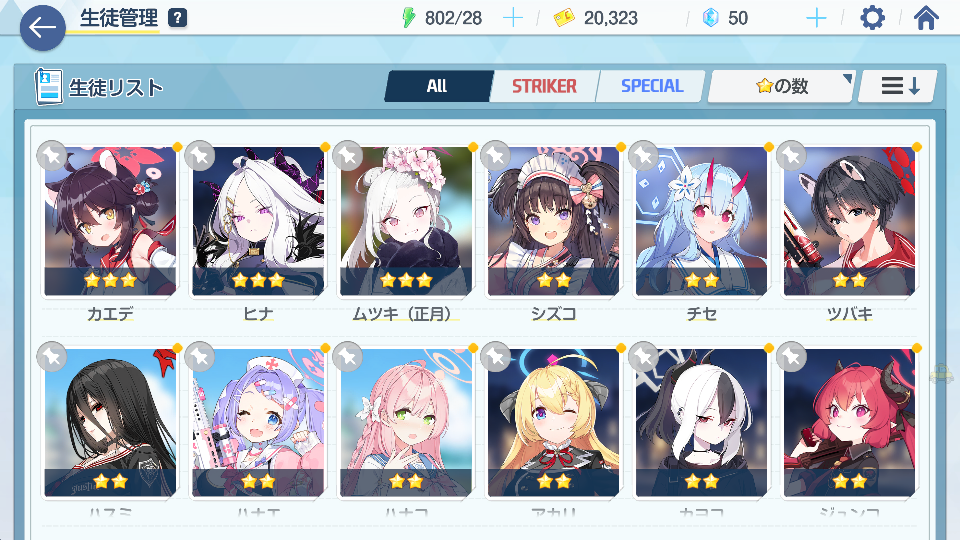 生徒管理 ?
802/28
20,323
50
生徒リスト
All
STRIKER
SPECIAL
の数
カエデ
ヒナ
ムツキ（正月）
シズコ
チセ
ツバキ
ハスミ
ハナエ
ハナコ
アカリ
カヨコ
ジュンコ